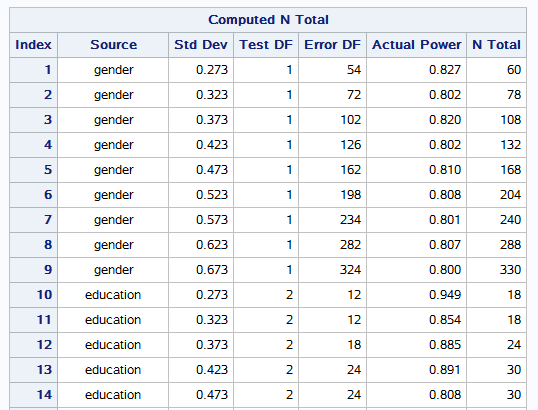 Computed N Total
Index Source Std Dev Test DF Error DF Actual Power N Total
1 gender 0.273 1 54 0.827 60
2 gender 0.323 1 72 0.802 78
3 gender 0.373 1 102 0.820 108
4 gender 0.423 1 126 0.802 132
5 gender 0.473 1 162 0.810 168
6 gender 0.523 1 198 0.808 204
7 gender 0.573 1 234 0.801 240
8 gender 0.623 1 282 0.807 288
9 gender 0.673 1 324 0.800 330
10 education 0.273 2 12 0.949 18
11 education 0.323 2 12 0.854 18
12 education 0.373 2 18 0.885 24
13 education 0.423 2 24 0.891 30
14 education 0.473 2 24 0.808 30